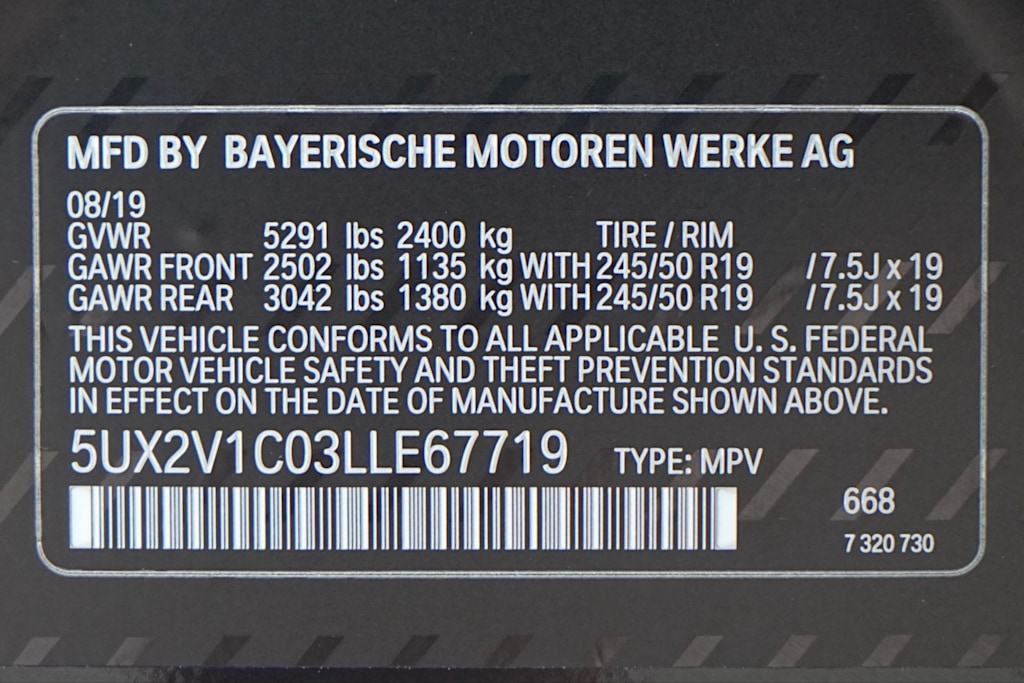 MFD BY BAYERISCHE MOTOREN WERKE AG
08/19
GVWR 5291 lbs 2400 kg TIRE / RIM
GAWR FRONT 2502 lbs 1135 kg WITH 245/50 R19 / 7.5J x 19
GAWR REAR 3042 lbs 1380 kg WITH 245/50 R19 / 7.5J x 19
THIS VEHICLE CONFORMS TO ALL APPLICABLE U. S. FEDERAL
MOTOR VEHICLE SAFETY AND THEFT PREVENTION STANDARDS
IN EFFECT ON THE DATE OF MANUFACTURE SHOWN ABOVE.
5UX2V1C03LLE67719 TYPE: MPV
668
7 320 730